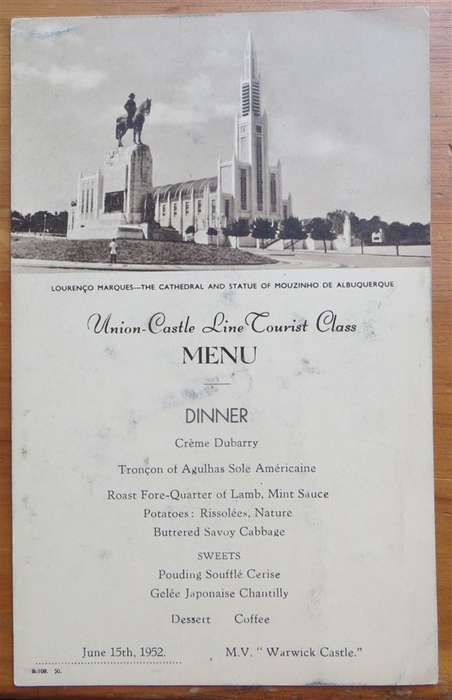 LOURENÇO MARQUES—THE CATHEDRAL AND STATUE OF MOUZINHO DE ALBUQUERQUE
Union-Castle Line Tourist Class
MENU
DINNER
Crème Dubarry
Tronçon of Agulhas Sole Américaine
Roast Fore-Quarter of Lamb, Mint Sauce
Potatoes: Rissolées, Nature
Buttered Savoy Cabbage
SWEETS
Pouding Soufflé Cerise
Gelée Japonaise Chantilly
Dessert Coffee
June 15th, 1952. M.V. "Warwick Castle."
50.